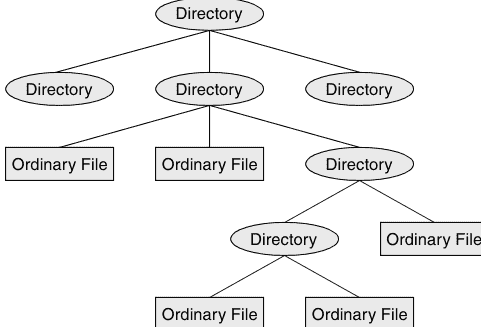 Directory
Directory Directory Directory
Ordinary File Ordinary File Directory
Directory Ordinary File
Ordinary File Ordinary File